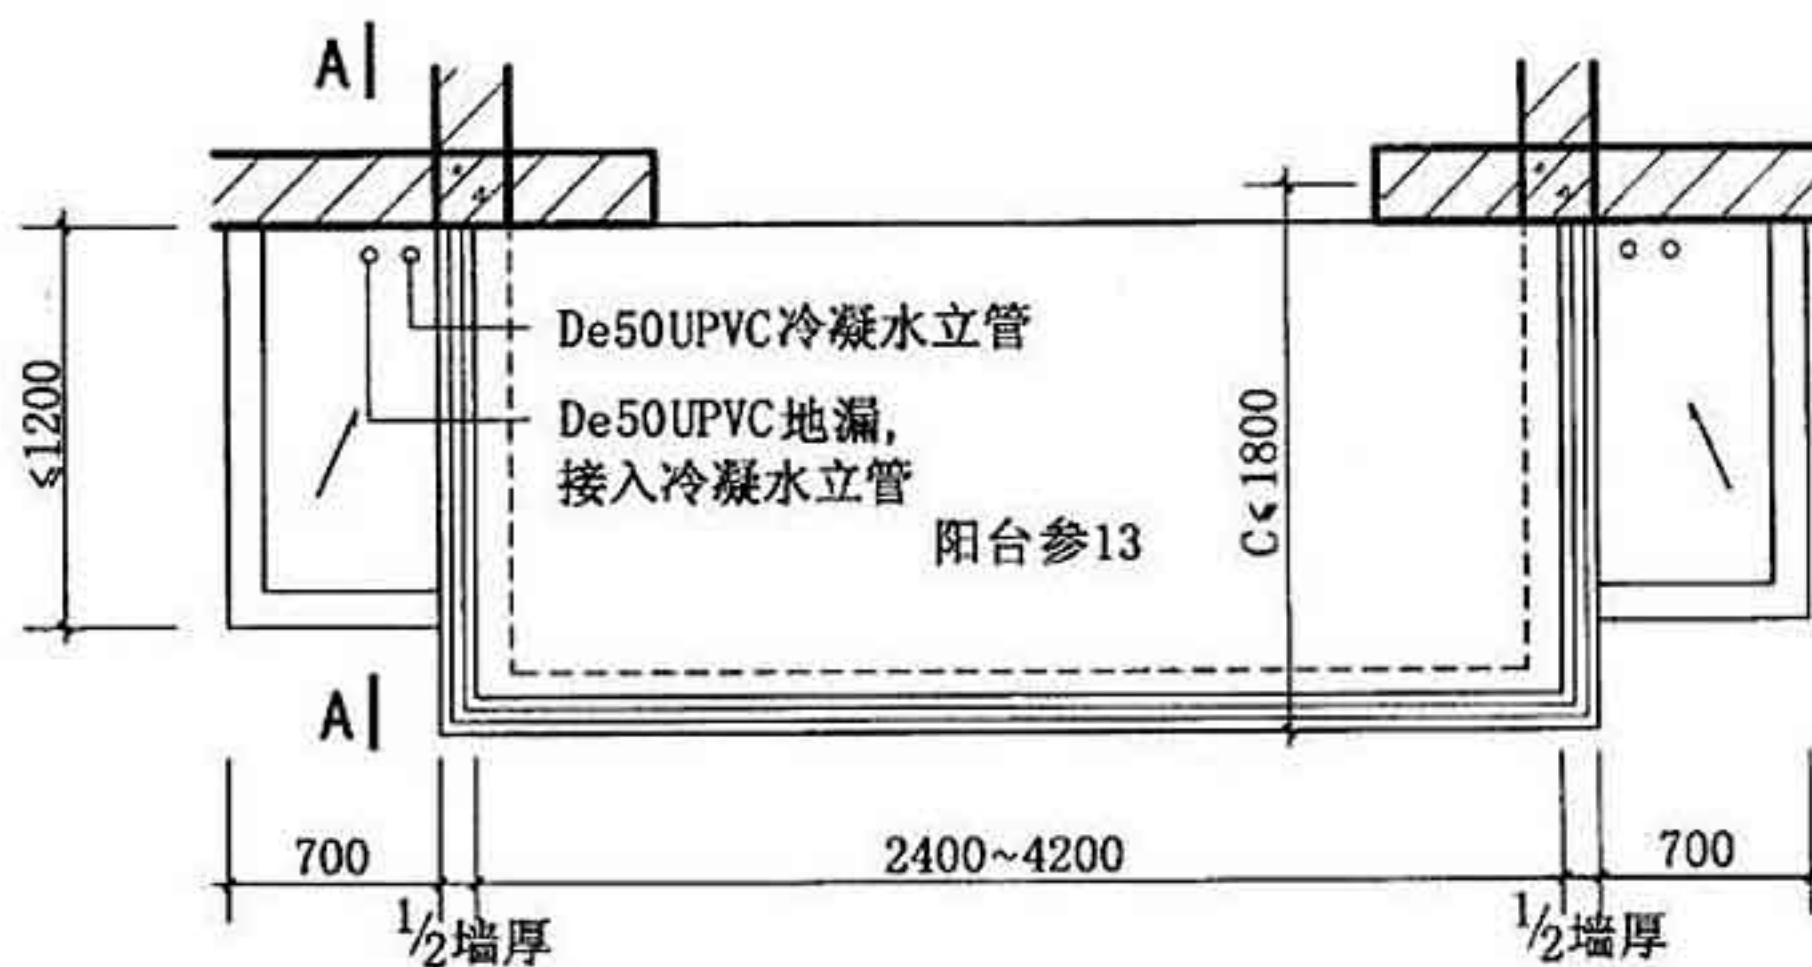 A
De50UPVC冷凝水立管
De50UPVC地漏,
接入冷凝水立管
阳台参13
≤1200
C≤1800
A
700
2400~4200
700
1/2墙厚
1/2墙厚